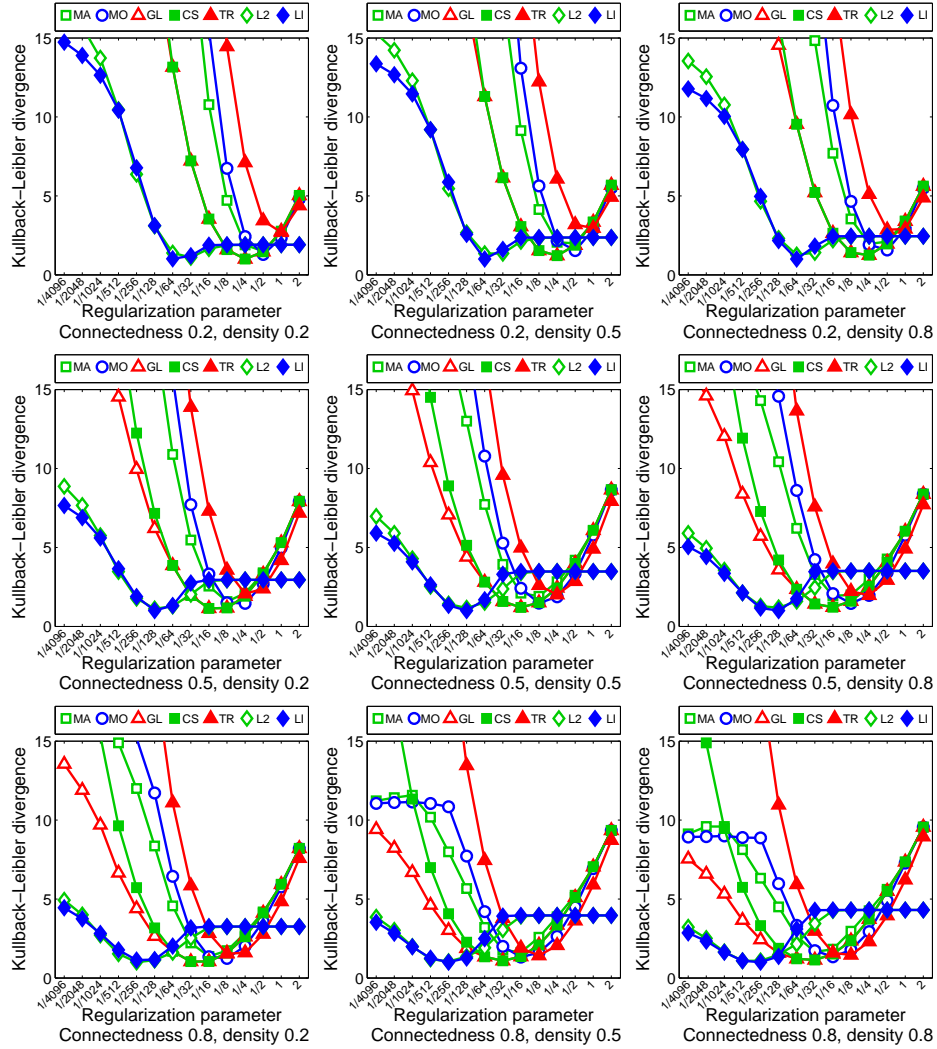 MA MO GL CS TR L2 LI
MA MO GL CS TR L2 LI
MA MO GL CS TR L2 LI
Kullback–Leibler divergence
15
10
5
0
1/4096 1/2048 1/1024 1/512 1/256 1/128 1/64 1/32 1/16 1/8 1/4 1/2 1 2
Regularization parameter
Connectedness 0.2, density 0.2
Kullback–Leibler divergence
15
10
5
0
1/4096 1/2048 1/1024 1/512 1/256 1/128 1/64 1/32 1/16 1/8 1/4 1/2 1 2
Regularization parameter
Connectedness 0.2, density 0.5
Kullback–Leibler divergence
15
10
5
0
1/4096 1/2048 1/1024 1/512 1/256 1/128 1/64 1/32 1/16 1/8 1/4 1/2 1 2
Regularization parameter
Connectedness 0.2, density 0.8
MA MO GL CS TR L2 LI
MA MO GL CS TR L2 LI
MA MO GL CS TR L2 LI
Kullback–Leibler divergence
15
10
5
0
1/4096 1/2048 1/1024 1/512 1/256 1/128 1/64 1/32 1/16 1/8 1/4 1/2 1 2
Regularization parameter
Connectedness 0.5, density 0.2
Kullback–Leibler divergence
15
10
5
0
1/4096 1/2048 1/1024 1/512 1/256 1/128 1/64 1/32 1/16 1/8 1/4 1/2 1 2
Regularization parameter
Connectedness 0.5, density 0.5
Kullback–Leibler divergence
15
10
5
0
1/4096 1/2048 1/1024 1/512 1/256 1/128 1/64 1/32 1/16 1/8 1/4 1/2 1 2
Regularization parameter
Connectedness 0.5, density 0.8
MA MO GL CS TR L2 LI
MA MO GL CS TR L2 LI
MA MO GL CS TR L2 LI
Kullback–Leibler divergence
15
10
5
0
1/4096 1/2048 1/1024 1/512 1/256 1/128 1/64 1/32 1/16 1/8 1/4 1/2 1 2
Regularization parameter
Connectedness 0.8, density 0.2
Kullback–Leibler divergence
15
10
5
0
1/4096 1/2048 1/1024 1/512 1/256 1/128 1/64 1/32 1/16 1/8 1/4 1/2 1 2
Regularization parameter
Connectedness 0.8, density 0.5
Kullback–Leibler divergence
15
10
5
0
1/4096 1/2048 1/1024 1/512 1/256 1/128 1/64 1/32 1/16 1/8 1/4 1/2 1 2
Regularization parameter
Connectedness 0.8, density 0.8